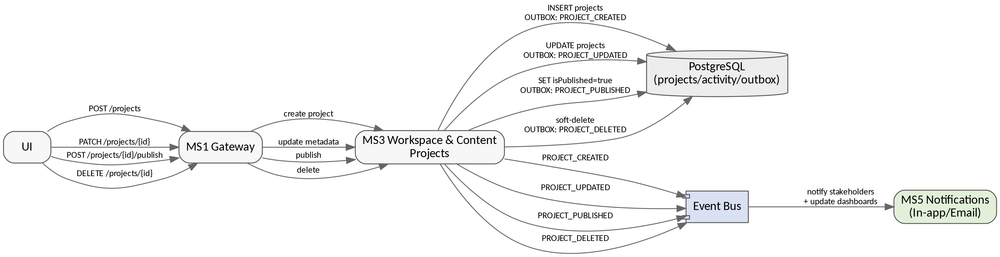 INSERT projects
OUTBOX: PROJECT_CREATED
UPDATE projects
OUTBOX: PROJECT_UPDATED
PostgreSQL
(projects/activity/outbox)
SET isPublished=true
OUTBOX: PROJECT_PUBLISHED
POST /projects
create project
soft-delete
OUTBOX: PROJECT_DELETED
UI
PATCH /projects/{id}
POST /projects/{id}/publish
DELETE /projects/{id}
MS1 Gateway
update metadata
publish
delete
MS3 Workspace & Content
Projects
PROJECT_CREATED
PROJECT_UPDATED
PROJECT_PUBLISHED
PROJECT_DELETED
Event Bus
notify stakeholders
+ update dashboards
MS5 Notifications
(In-app/Email)